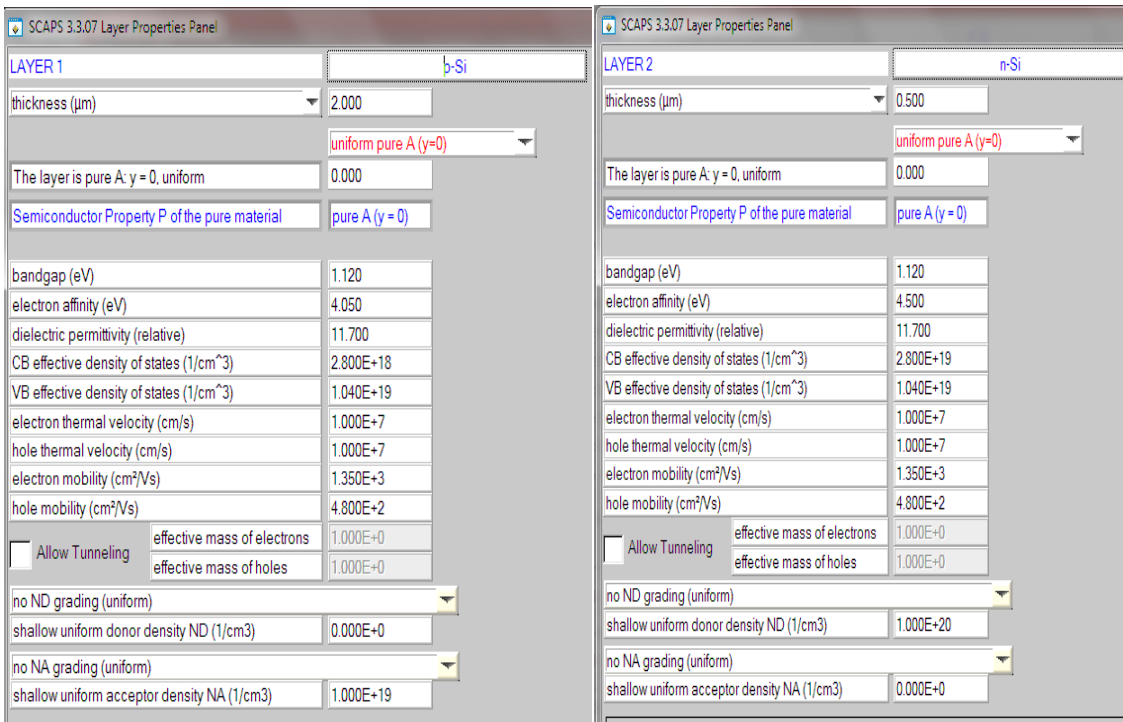 SCAPS 3.3.07 Layer Properties Panel
LAYER 1 p-Si
thickness (µm) 2.000
uniform pure A (y=0)
The layer is pure A: y = 0, uniform 0.000
Semiconductor Property P of the pure material pure A (y = 0)
bandgap (eV) 1.120
electron affinity (eV) 4.050
dielectric permittivity (relative) 11.700
CB effective density of states (1/cm^3) 2.800E+18
VB effective density of states (1/cm^3) 1.040E+19
electron thermal velocity (cm/s) 1.000E+7
hole thermal velocity (cm/s) 1.000E+7
electron mobility (cm²/Vs) 1.350E+3
hole mobility (cm²/Vs) 4.800E+2
Allow Tunneling
effective mass of electrons 1.000E+0
effective mass of holes 1.000E+0
no ND grading (uniform)
shallow uniform donor density ND (1/cm3) 0.000E+0
no NA grading (uniform)
shallow uniform acceptor density NA (1/cm3) 1.000E+19
SCAPS 3.3.07 Layer Properties Panel
LAYER 2 n-Si
thickness (µm) 0.500
uniform pure A (y=0)
The layer is pure A: y = 0, uniform 0.000
Semiconductor Property P of the pure material pure A (y = 0)
bandgap (eV) 1.120
electron affinity (eV) 4.500
dielectric permittivity (relative) 11.700
CB effective density of states (1/cm^3) 2.800E+19
VB effective density of states (1/cm^3) 1.040E+19
electron thermal velocity (cm/s) 1.000E+7
hole thermal velocity (cm/s) 1.000E+7
electron mobility (cm²/Vs) 1.350E+3
hole mobility (cm²/Vs) 4.800E+2
Allow Tunneling
effective mass of electrons 1.000E+0
effective mass of holes 1.000E+0
no ND grading (uniform)
shallow uniform donor density ND (1/cm3) 1.000E+20
no NA grading (uniform)
shallow uniform acceptor density NA (1/cm3) 0.000E+0